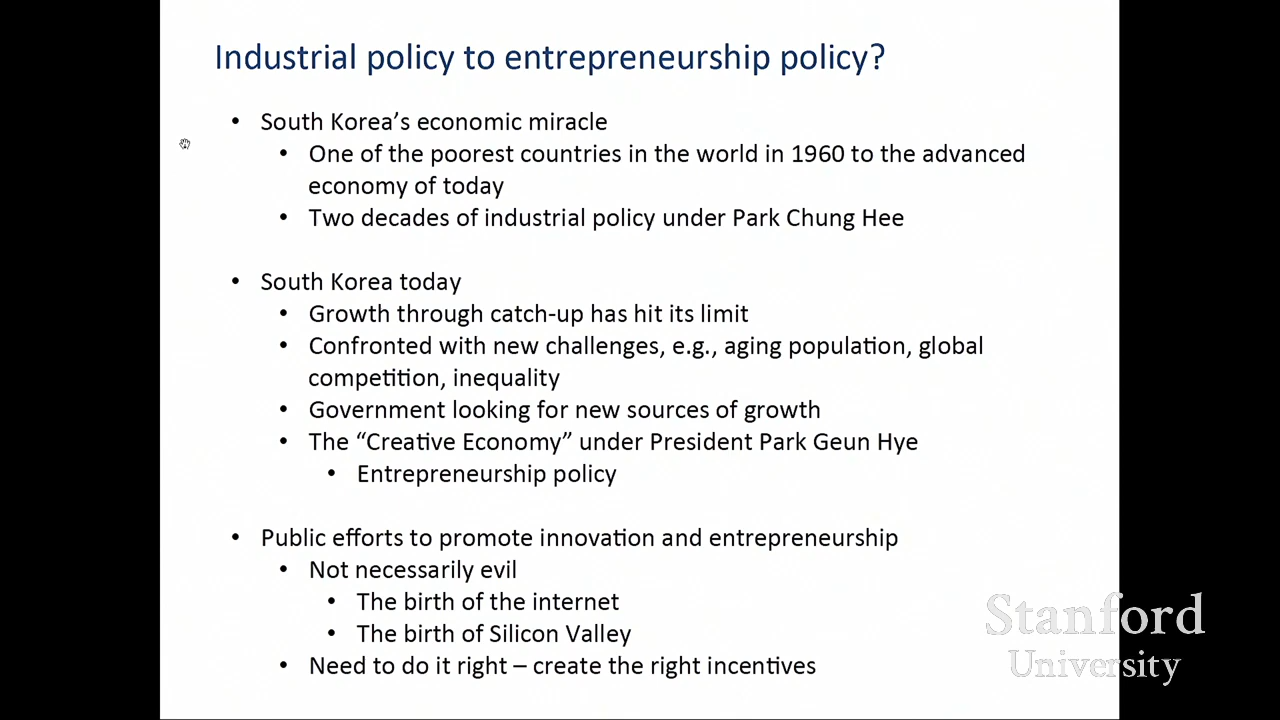 Industrial policy to entrepreneurship policy?
• South Korea’s economic miracle
• One of the poorest countries in the world in 1960 to the advanced
economy of today
• Two decades of industrial policy under Park Chung Hee
• South Korea today
• Growth through catch-up has hit its limit
• Confronted with new challenges, e.g., aging population, global
competition, inequality
• Government looking for new sources of growth
• The “Creative Economy” under President Park Geun Hye
• Entrepreneurship policy
• Public efforts to promote innovation and entrepreneurship
• Not necessarily evil
• The birth of the internet
• The birth of Silicon Valley
• Need to do it right – create the right incentives
Stanford
University